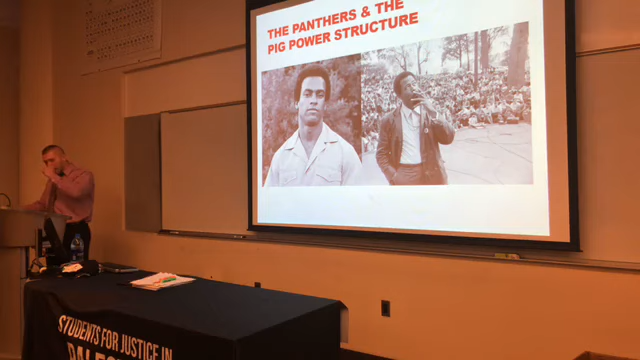 THE PANTHERS & THE
PIG POWER STRUCTURE
STUDENTS FOR JUSTICE IN